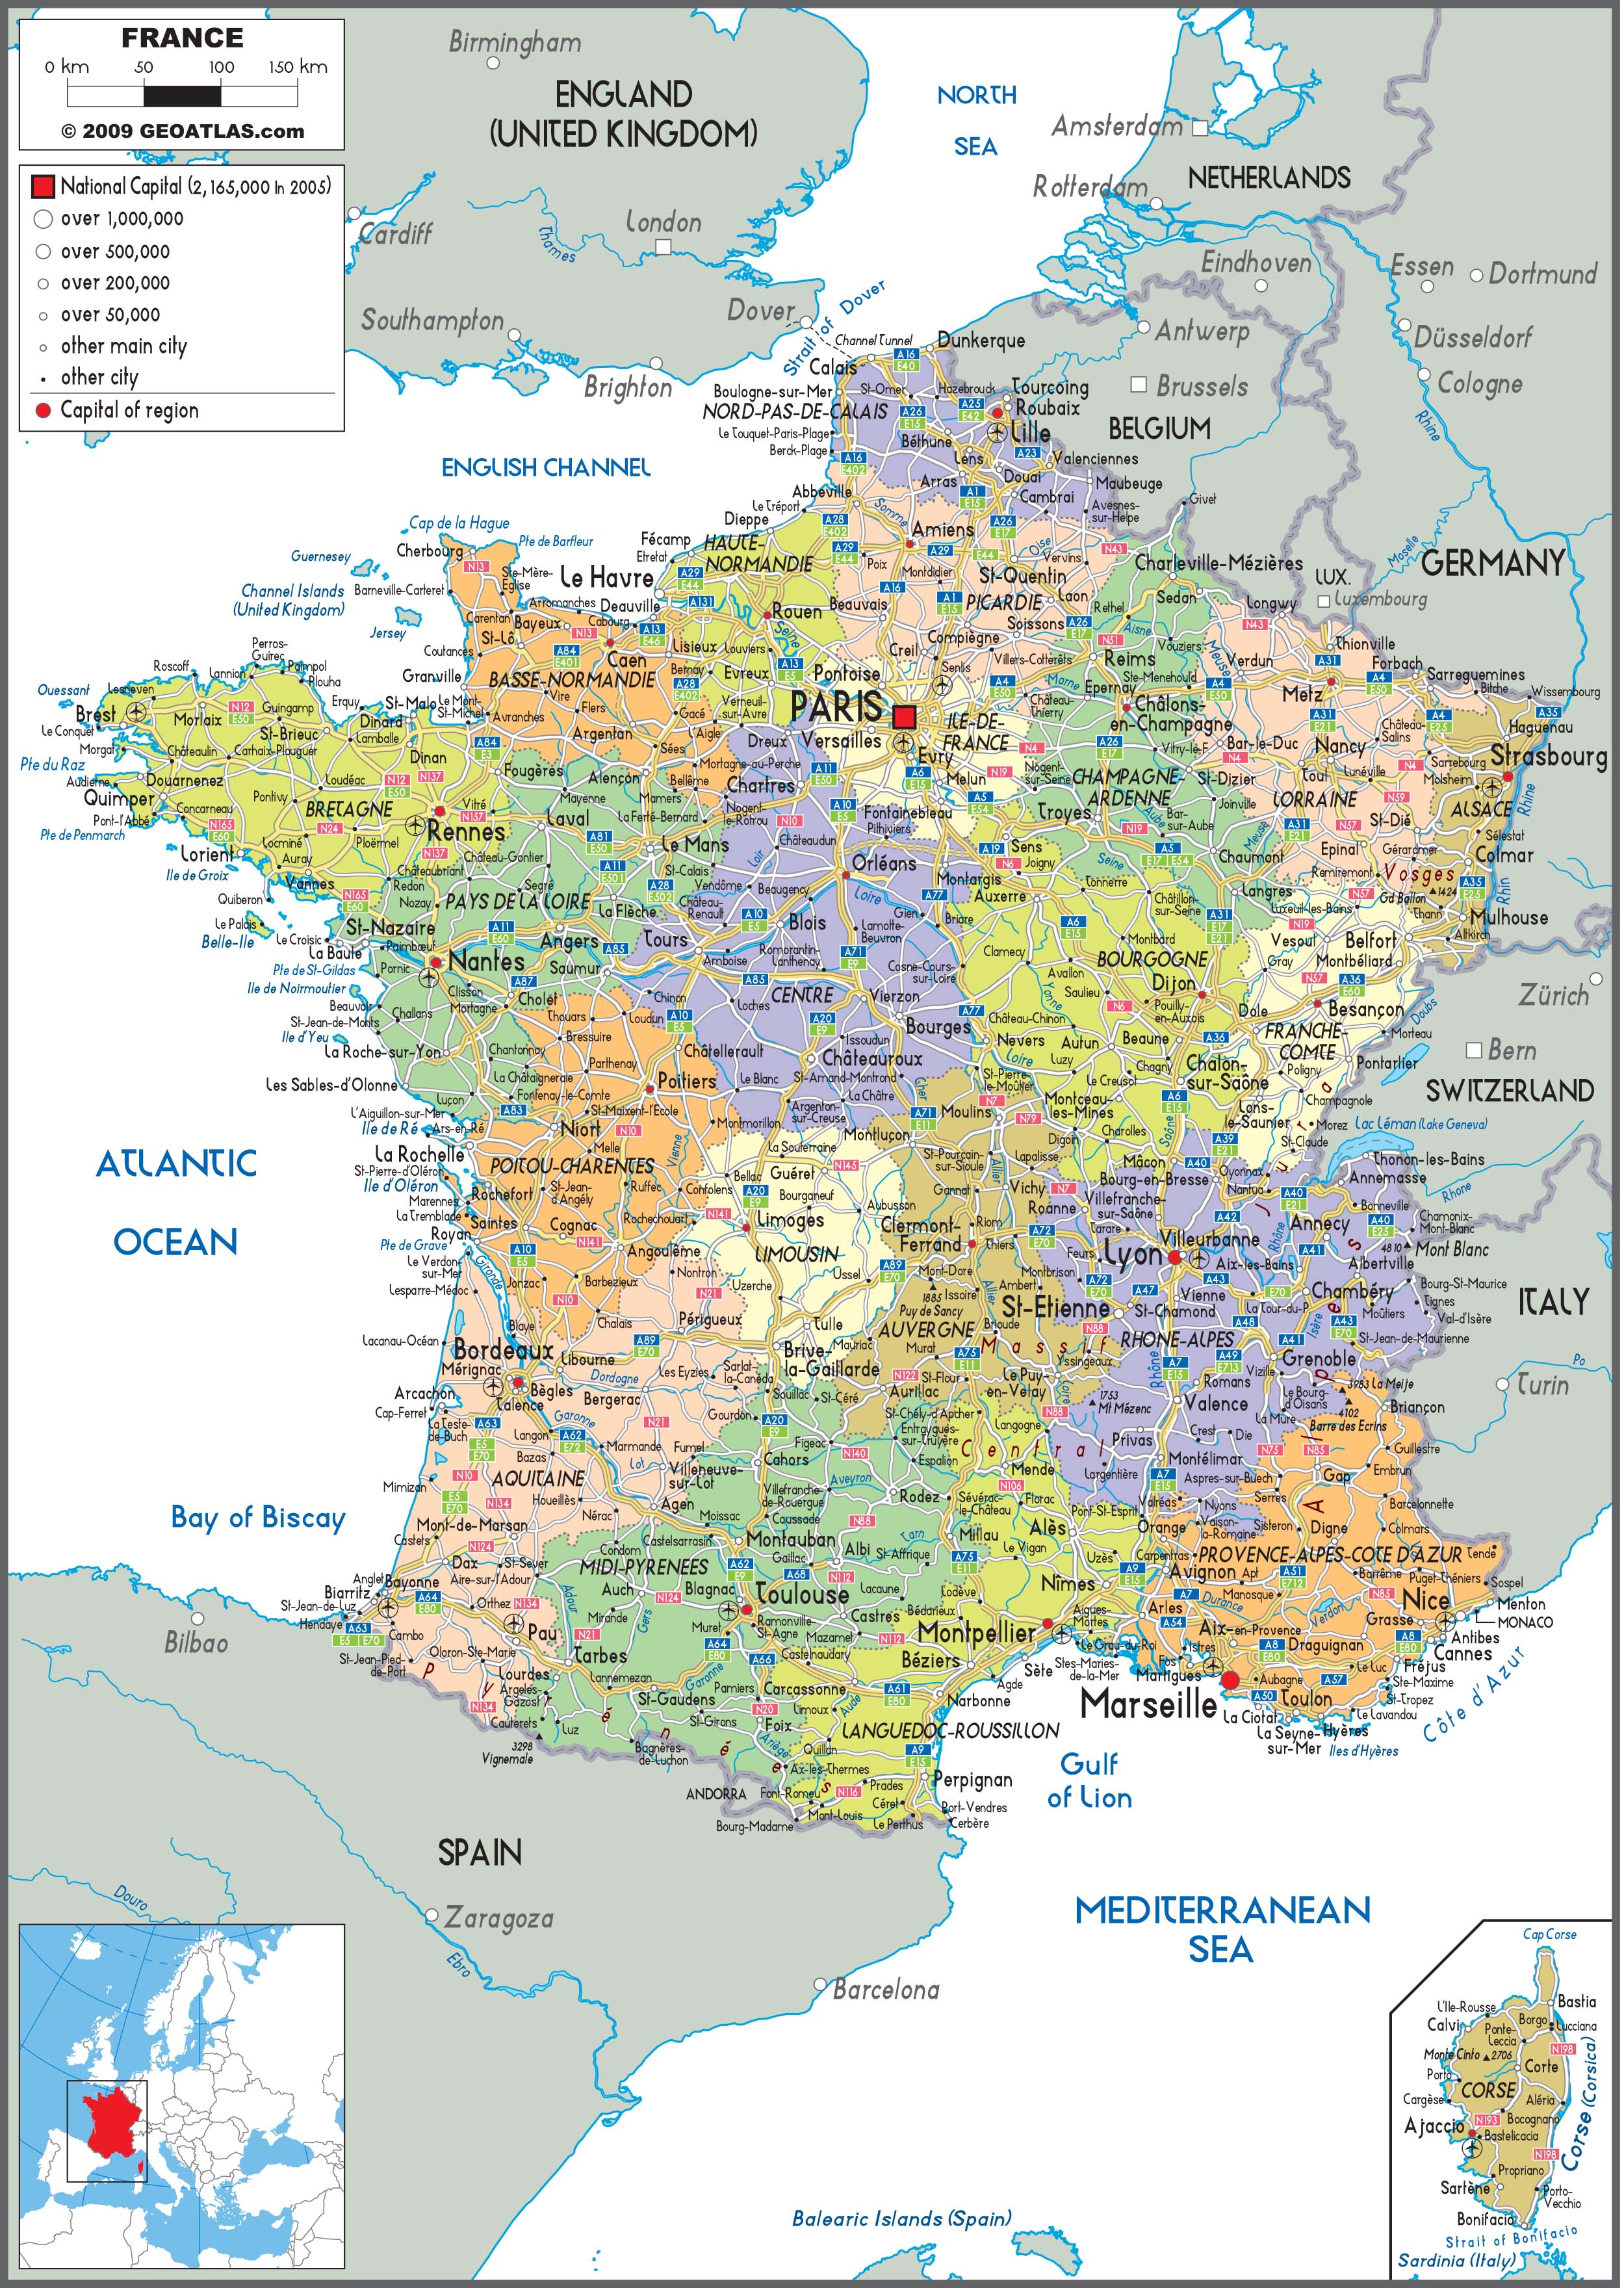 FRANCE
0 km 50 100 150 km
© 2009 GEOATLAS.com
National Capital (2,165,000 In 2005)
over 1,000,000
over 500,000
over 200,000
over 50,000
other main city
other city
Capital of region
Birmingham
ENGLAND
(UNITED KINGDOM)
NORTH
SEA
Amsterdam
NETHERLANDS
Rotterdam
Cardiff
London
Thames
Eindhoven
Essen
Dortmund
Southampton
Dover
Strait of Dover
Antwerp
Düsseldorf
Brighton
Brussels
Cologne
BELGIUM
Rhine
ENGLISH CHANNEL
Channel Tunnel
Dunkerque
Calais
Boulogne-sur-Mer
St-Omer
Hazebrouck
Tourcoing
Roubaix
NORD-PAS-DE-CALAIS
Lille
Le Touquet-Paris-Plage
Berck-Plage
Béthune
Lens
Valenciennes
Douai
Maubeuge
Arras
Cambrai
Avesnes-
sur-Helpe
Abbeville
Le Tréport
Givet
Dieppe
Somme
Amiens
Cap de la Hague
Pte de Barfleur
Cherbourg
Guernesey
Channel Islands
(United Kingdom)
Jersey
Barneville-Carteret
Ste-Mère-
Eglise
Fécamp
Etretat
HAUTE-
NORMANDIE
Le Havre
Poix
Montdidier
St-Quentin
Oise
Vervins
Charleville-Mézières
Sedan
LUX.
Luxembourg
GERMANY
Moselle
Arromanches
Deauville
Carentan
Bayeux
Cabourg
Rouen
Beauvais
PICARDIE
Laon
Rethel
Longwy
St-Lô
Coutances
Caen
Lisieux
Louviers
Seine
Soissons
Compiègne
Creil
Senlis
Villers-Cotterêts
Aisne
Vouziers
Meuse
Verdun
Thionville
Forbach
Sarreguemines
Bitche
Wissembourg
Granville
BASSE-NORMANDIE
Bernay
Evreux
Pontoise
Reims
Ste-Menehould
Metz
Perros-
Guirec
Roscoff
Lannion
Paimpol
Plouha
Ouessant
Lesneven
Brest
Le Conquet
Morlaix
Guingamp
Erquy
St-Malo
Le Mont-
St-Michel
Avranches
Vire
Flers
Gacé
Verneuil-
sur-Avre
PARIS
Marne
Château-
Thierry
Epernay
Châlons-
en-Champagne
ILE-DE-
FRANCE
Versailles
Evry
Melun
Dreux
Morgat
St-Brieuc
Lamballe
Dinard
Dinan
Argentan
L'Aigle
Sées
Mortagne-au-Perche
Chartres
Nogent-
sur-Seine
CHAMPAGNE-
ARDENNE
Vitry-le-F.
Bar-le-Duc
St-Dizier
Toul
Nancy
Château-
Salins
Lunéville
Sarrebourg
Molsheim
Haguenau
Strasbourg
Pte du Raz
Audierne
Châteaulin
Carhaix-Plouguer
Douarnenez
Quimper
Pont-l'Abbé
Pte de Penmarch
Concarneau
Loudéac
Pontivy
BRETAGNE
Fougères
Mayenne
Alençon
Bellême
Mamers
Nogent-
le-Rotrou
La Ferté-Bernard
Fontainebleau
Pithiviers
Troyes
Aube
Bar-
sur-Aube
Joinville
LORRAINE
ALSACE
Rhine
Vitré
Rennes
Laval
Le Mans
Châteaudun
Sens
Joigny
Seine
Chaumont
Meuse
St-Dié
Epinal
Gérardmer
Sélestat
Colmar
Lorient
Ile de Groix
Locminé
Ploërmel
Auray
Vannes
Quiberon
Châteaubriant
Château-Gontier
Redon
Nozay
Segré
St-Calais
Vendôme
Loir
Orléans
Loire
Beaugency
Montargis
Auxerre
Tonnerre
Châtillon-
sur-Seine
Langres
Luxeuil-les-Bains
Remiremont
Vosges
1424
Gd Ballon
Thann
Mulhouse
Rhin
Le Palais
Belle-Ile
PAYS DE LA LOIRE
La Flèche
Château-
Renault
Blois
Lamotte-
Beuvron
Gien
Briare
Montbard
Vesoul
Belfort
Montbéliard
Altkirch
St-Nazaire
Le Croisic
La Baule
Paimbœuf
Pte de St-Gildas
Ile de Noirmoutier
Pornic
Nantes
Angers
Saumur
Tours
Amboise
Romorantin-
Lanthenay
Clamecy
Avallon
Cosne-Cours-
sur-Loire
BOURGOGNE
Dijon
Gray
Zürich
Beauvoir
St-Jean-de-Monts
Ile d'Yeu
Challans
Clisson
Mortagne
Cholet
Thouars
Loudun
Chinon
Loches
CENTRE
Vierzon
Bourges
Issoudun
Château-Chinon
Yonne
Saulieu
Pouilly-
en-Auxois
Dole
Besançon
Doubs
Morteau
Bern
La Roche-sur-Yon
Bressuire
Parthenay
Châtellerault
Châteauroux
Nevers
Autun
Beaune
FRANCHE-
COMTE
Pontarlier
Poligny
Les Sables-d'Olonne
Chantonnay
La Châtaigneraie
Fontenay-le-Comte
Luçon
Poitiers
Le Blanc
St-Amand-Montrond
La Châtre
Cher
St-Pierre-
le-Moûtier
Luzy
Loire
Le Creusot
Chagny
Chalon-
sur-Saône
Champagnole
SWITZERLAND
L'Aiguillon-sur-Mer
Ile de Ré
Ars-en-Ré
La Rochelle
St-Maixent-l'Ecole
Niort
Melle
Montmorillon
Argenton-
sur-Creuse
Montluçon
Moulins
Montceau-
les-Mines
Digoin
Charolles
Saône
Lons-
le-Saunier
Morez
St-Claude
Lac Léman (Lake Geneva)
ATLANTIC
OCEAN
St-Pierre-d'Oléron
Ile d'Oléron
Marennes
La Tremblade
Rochefort
POITOU-CHARENTES
St-Jean-
d'Angély
Ruffec
Confolens
Vienne
Bellac
La Souterraine
Guéret
Bourganeuf
Aubusson
St-Pourçain-
sur-Sioule
Allier
Lapalisse
Gannat
Vichy
Roanne
Mâcon
Bourg-en-Bresse
Villefranche-
sur-Saône
Oyonnax
Nantua
Jura
Thonon-les-Bains
Annemasse
Bonneville
Rhone
Chamonix-
Mont-Blanc
4810
Mont Blanc
Saintes
Royan
Pte de Grave
Le Verdon-
sur-Mer
Cognac
Rochechouart
Limoges
LIMOUSIN
Clermont-
Ferrand
Riom
Thiers
Tarare
Feurs
Lyon
Villeurbanne
Annecy
Rhône
Albertville
Lesparre-Médoc
Gironde
Jonzac
Barbezieux
Angoulême
Nontron
Uzerche
Ussel
Mont-Dore
1885
Puy de Sancy
Issoire
Ambert
Allier
Montbrison
St-Etienne
St-Chamond
Vienne
Aix-les-Bains
Chambéry
La Tour-du-P.
Bourg-St-Maurice
Tignes
Val-d'Isère
Moûtiers
St-Jean-de-Maurienne
ITALY
Lacanau-Océan
Blaye
Chalais
Périgueux
Tulle
Brive-
la-Gaillarde
Mauriac
AUVERGNE
Murat
Brioude
Massif
Central
Yssingeaux
RHONE-ALPES
Isère
Grenoble
Romans
Vizille
Bordeaux
Mérignac
Bègles
Talence
Libourne
Dordogne
Bergerac
Les Eyzies
Sarlat-
la-Canéda
Souillac
St-Céré
Aurillac
St-Flour
Le Puy-
en-Velay
Loire
1753
Mt Mézenc
Rhône
Valence
Le Bourg-
d'Oisans
La Mure
3983 La Meije
4102
Barre des Ecrins
Briançon
Turin
Po
Arcachon
Cap-Ferret
La Teste-
de-Buch
Langon
Bazas
Garonne
Marmande
Lot
Fumel
Gourdon
Figeac
Cahors
St-Chély-d'Apcher
Entraygues-
sur-Truyère
Espalion
Langogne
Mende
Privas
Largentière
Crest
Die
Montélimar
Aspres-sur-Buech
Gap
Guillestre
Embrun
Barcelonnette
Alpes
Bay of Biscay
Mimizan
AQUITAINE
Houeillès
Villeneuve-
sur-Lot
Agen
Nérac
Villefranche-
de-Rouergue
Caussade
Aveyron
Rodez
Sévérac-
le-Château
Florac
Pont-St-Esprit
Valréas
Nyons
Serres
Sisteron
Digne
Colmars
Mont-de-Marsan
Castets
Dax
St-Sever
Aire-sur-l'Adour
Condom
Castelsarrasin
Moissac
Montauban
Gaillac
Albi
Tarn
St-Affrique
Millau
Le Vigan
Alès
Uzès
Orange
Vaison-
la-Romaine
Carpentras
Avignon
Apt
PROVENCE-ALPES-COTE D'AZUR
Tende
Barrême
Puget-Théniers
Sospel
Anglet
Biarritz
Bayonne
St-Jean-de-Luz
Hendaye
Cambo
Orthez
MIDI-PYRENEES
Adour
Auch
Gers
Mirande
Blagnac
Toulouse
Ramonville-
St-Agne
Muret
Lacaune
Castres
Mazamet
Castelnaudary
Lodève
Bédarieux
Montpellier
Nîmes
Aigues-
Mortes
Le Grau-du-Roi
Arles
Durance
Manosque
Verdon
Aix-en-Provence
Draguignan
Grasse
Nice
Menton
MONACO
Antibes
Cannes
Bilbao
St-Jean-Pied-
de-Port
Oloron-Ste-Marie
Pau
Tarbes
Lourdes
Argelès-
Gazost
Cauterets
Lannemezan
Garonne
St-Gaudens
Pamiers
Carcassonne
Béziers
Agde
Sète
Stes-Maries-
de-la-Mer
Fos
Istres
Martigues
Marseille
Aubagne
La Ciotat
La Seyne-
sur-Mer
Toulon
Hyères
Iles d'Hyères
Le Luc
Fréjus
Ste-Maxime
St-Tropez
Le Lavandou
Côte d'Azur
Pyrénées
3298
Vignemale
Luz
Bagnères-
de-Luchon
St-Girons
Foix
Ariège
Limoux
Aude
Quillan
Narbonne
LANGUEDOC-ROUSSILLON
Gulf
of Lion
ANDORRA
Ax-les-Thermes
Font-Romeu
Prades
Perpignan
Mont-Louis
Céret
Le Perthus
Port-Vendres
Cerbère
Bourg-Madame
SPAIN
Douro
Zaragoza
Ebro
Barcelona
MEDITERRANEAN
SEA
Balearic Islands (Spain)
Cap Corse
L'Ile-Rousse
Bastia
Calvi
Ponte-
Leccia
Borgo
Lucciana
Monte Cinto 2706
Porto
Corte
CORSE
Cargèse
Aléria
Ajaccio
Bocognano
Bastelicacia
Corse (Corsica)
Propriano
Sartène
Porto-
Vecchio
Bonifacio
Strait of Bonifacio
Sardinia (Italy)